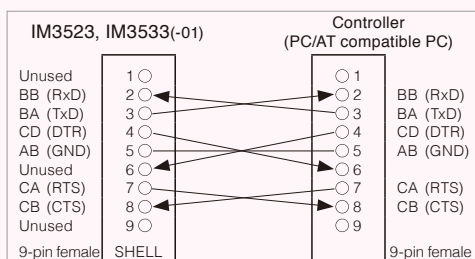 IM3523, IM3533(-01)
Controller
(PC/AT compatible PC)
Unused 1 1
BB (RxD) 2 2 BB (RxD)
BA (TxD) 3 3 BA (TxD)
CD (DTR) 4 4 CD (DTR)
AB (GND) 5 5 AB (GND)
Unused 6 6
CA (RTS) 7 7 CA (RTS)
CB (CTS) 8 8 CB (CTS)
Unused 9 9
9-pin female SHELL 9-pin female